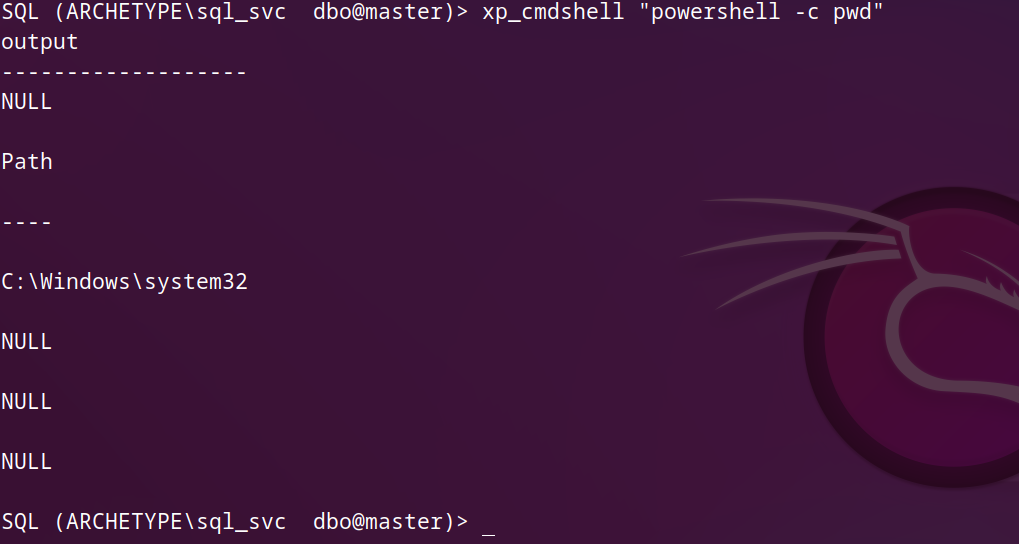 SQL (ARCHETYPE\sql_svc  dbo@master)> xp_cmdshell "powershell -c pwd"
output
-------------------
NULL
Path
----
C:\Windows\system32
NULL
NULL
NULL
SQL (ARCHETYPE\sql_svc  dbo@master)> _